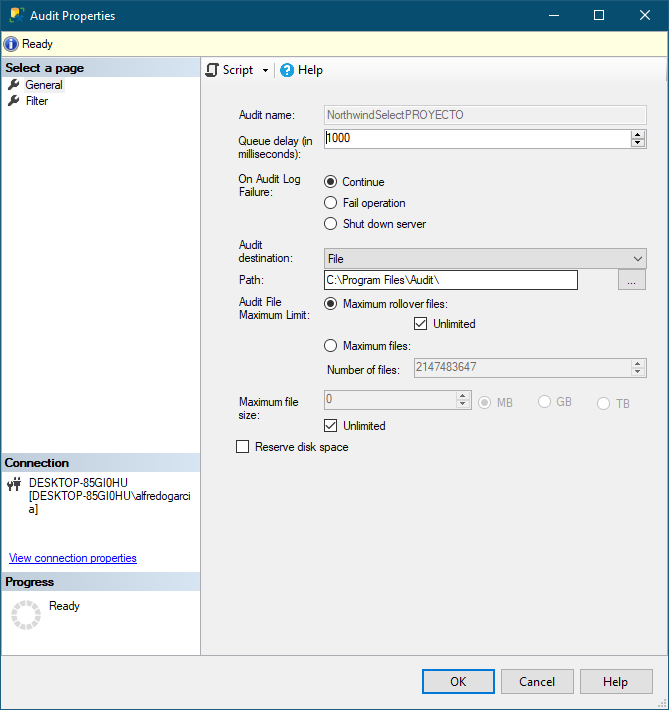 Audit Properties
Ready
Select a page
General
Filter
Script
Help
Audit name:
NorthwindSelectPROYECTO
Queue delay (in
milliseconds):
1000
On Audit Log
Failure:
Continue
Fail operation
Shut down server
Audit
destination:
File
Path:
C:\Program Files\Audit\
...
Audit File
Maximum Limit:
Maximum rollover files:
Unlimited
Maximum files:
Number of files:
2147483647
Maximum file
size:
0
MB
GB
TB
Unlimited
Reserve disk space
Connection
DESKTOP-85GI0HU
[DESKTOP-85GI0HU\alfredogarci
a]
View connection properties
Progress
Ready
OK
Cancel
Help